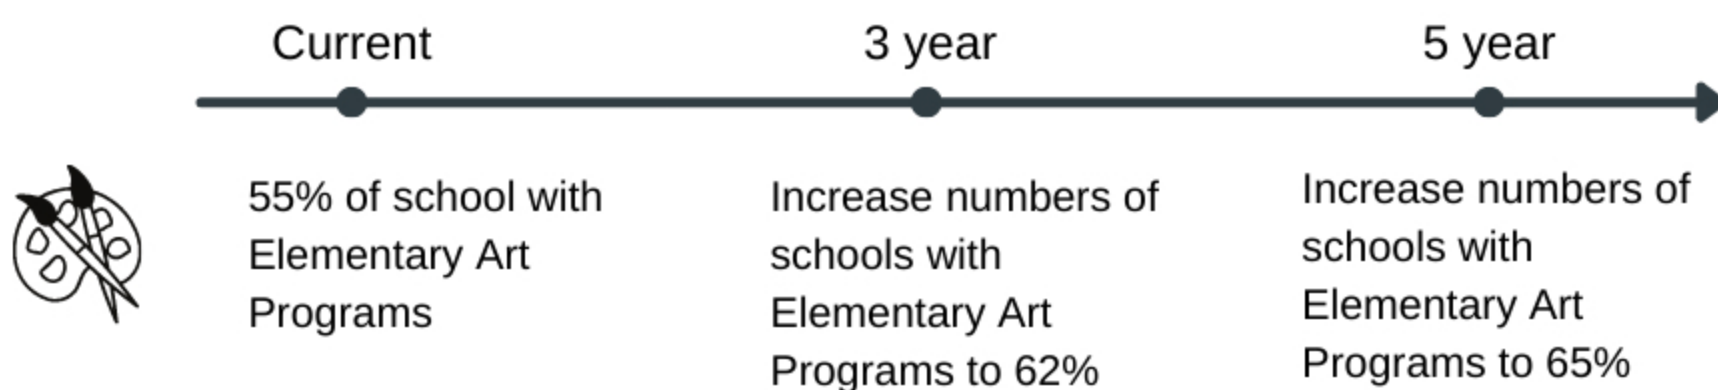 Current
3 year
5 year
55% of school with
Elementary Art
Programs
Increase numbers of
schools with
Elementary Art
Programs to 62%
Increase numbers of
schools with
Elementary Art
Programs to 65%